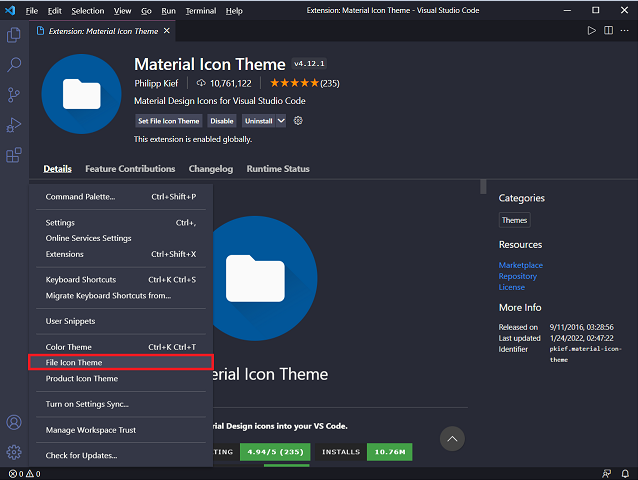 File Edit Selection View Go Run Terminal Help Extension: Material Icon Theme - Visual Studio Code
Extension: Material Icon Theme
Material Icon Theme v4.12.1
Philipp Kief 10,761,122 ★★★★★(235)
Material Design Icons for Visual Studio Code
Set File Icon Theme Disable Uninstall
This extension is enabled globally.
Details Feature Contributions Changelog Runtime Status
Command Palette... Ctrl+Shift+P
Settings Ctrl+,
Online Services Settings
Extensions Ctrl+Shift+X
Keyboard Shortcuts Ctrl+K Ctrl+S
Migrate Keyboard Shortcuts from...
User Snippets
Color Theme Ctrl+K Ctrl+T
File Icon Theme
Product Icon Theme
Turn on Settings Sync...
Manage Workspace Trust
Check for Updates...
erial Icon Theme
rial Design icons into your VS Code.
TING 4.94/5 (235) INSTALLS 10.76M
Categories
Themes
Resources
Marketplace
Repository
License
More Info
Released on 9/11/2016, 03:28:56
Last updated 1/24/2022, 02:47:22
Identifier pkief.material-icon-
theme
0 0